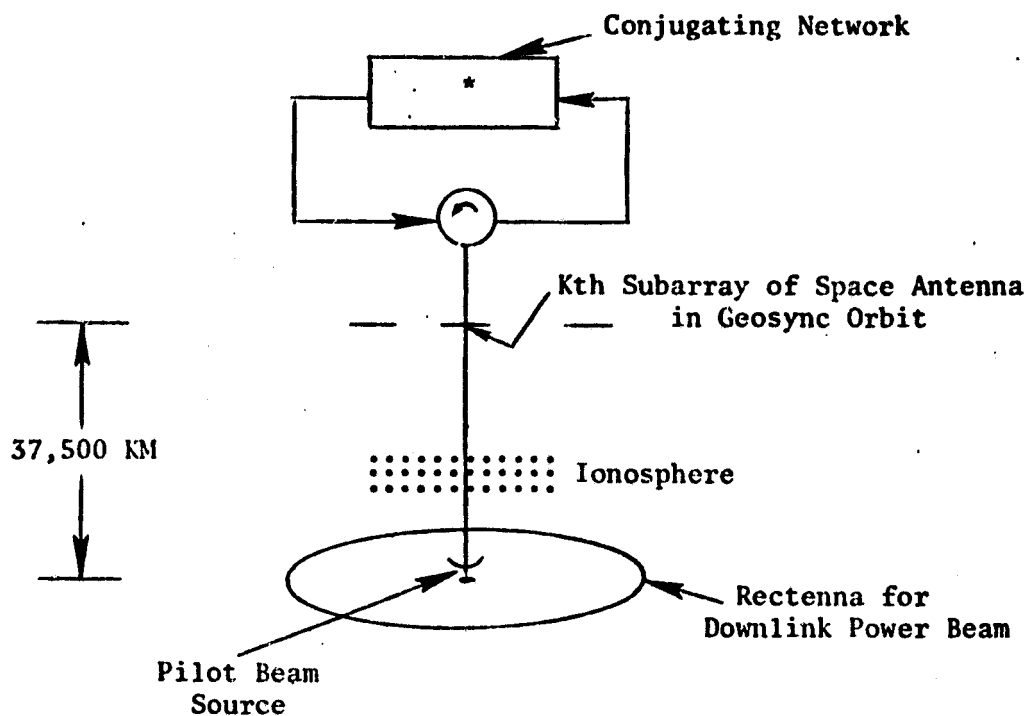 Conjugating Network
*
Kth Subarray of Space Antenna
in Geosync Orbit
37,500 KM
Ionosphere
Rectenna for
Downlink Power Beam
Pilot Beam
Source